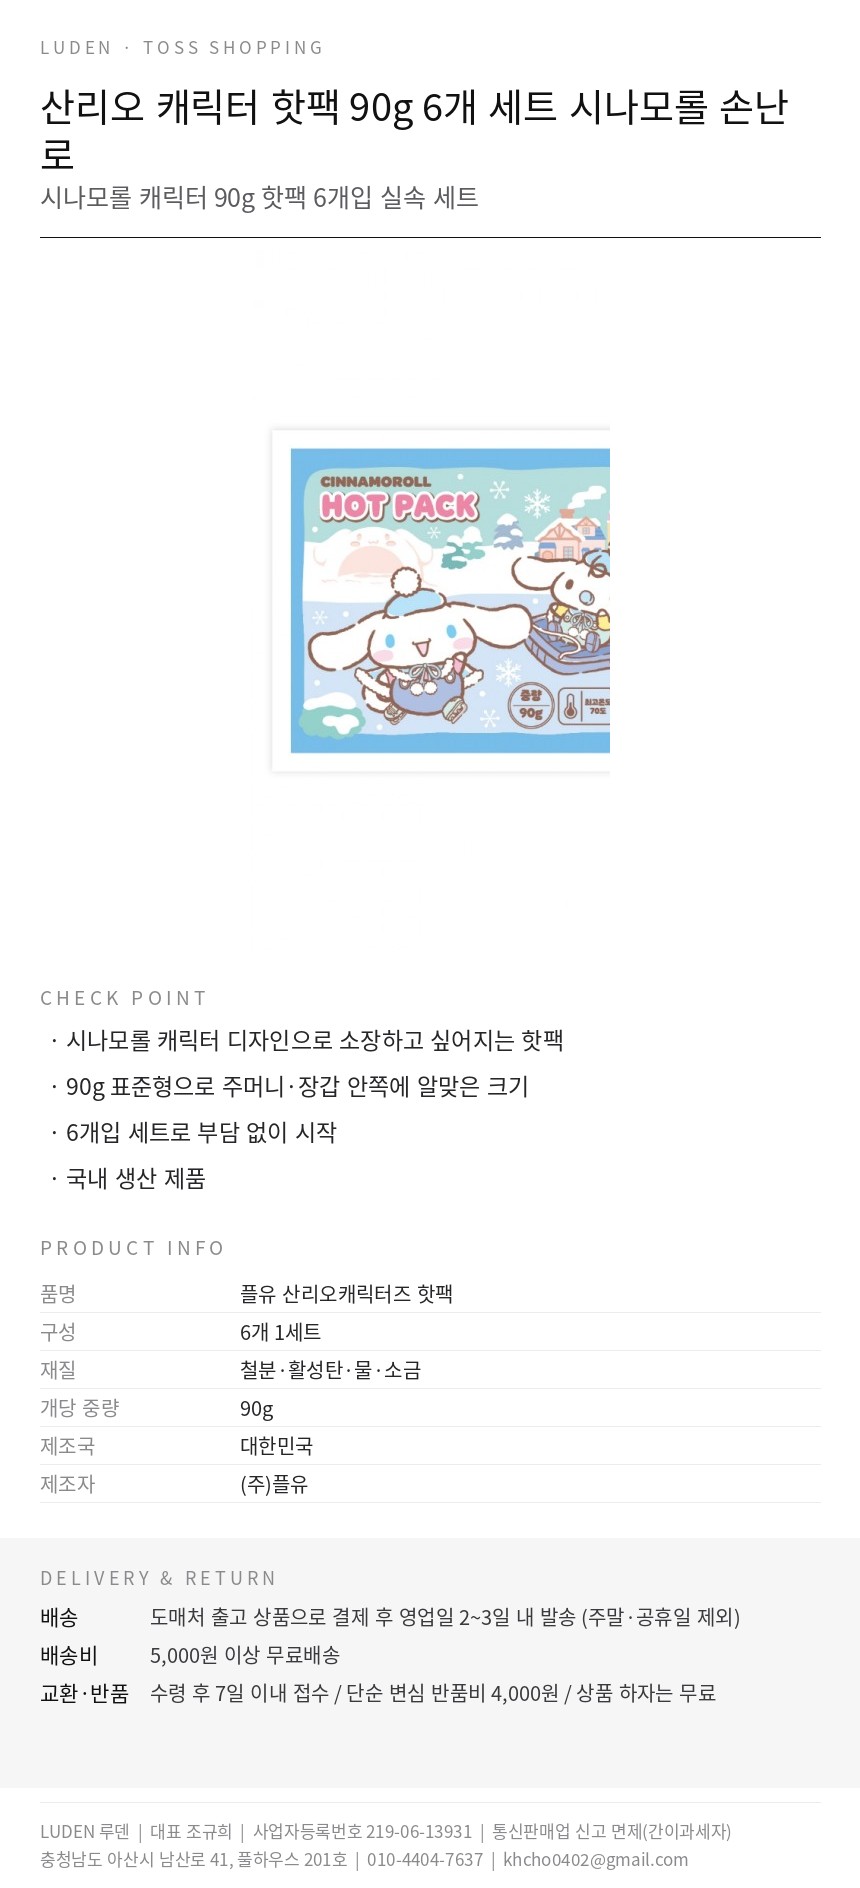 LUDEN · TOSS SHOPPING
산리오 캐릭터 핫팩 90g 6개 세트 시나모롤 손난
로
시나모롤 캐릭터 90g 핫팩 6개입 실속 세트
CINNAMOROLL
HOT PACK
중량
90g
최고온도
70도
CHECK POINT
· 시나모롤 캐릭터 디자인으로 소장하고 싶어지는 핫팩
· 90g 표준형으로 주머니·장갑 안쪽에 알맞은 크기
· 6개입 세트로 부담 없이 시작
· 국내 생산 제품
PRODUCT INFO
품명 플유 산리오캐릭터즈 핫팩
구성 6개 1세트
재질 철분·활성탄·물·소금
개당 중량 90g
제조국 대한민국
제조자 (주)플유
DELIVERY & RETURN
배송 도매처 출고 상품으로 결제 후 영업일 2~3일 내 발송 (주말·공휴일 제외)
배송비 5,000원 이상 무료배송
교환·반품 수령 후 7일 이내 접수 / 단순 변심 반품비 4,000원 / 상품 하자는 무료
LUDEN 루덴 | 대표 조규희 | 사업자등록번호 219-06-13931 | 통신판매업 신고 면제(간이과세자)
충청남도 아산시 남산로 41, 풀하우스 201호 | 010-4404-7637 | khcho0402@gmail.com